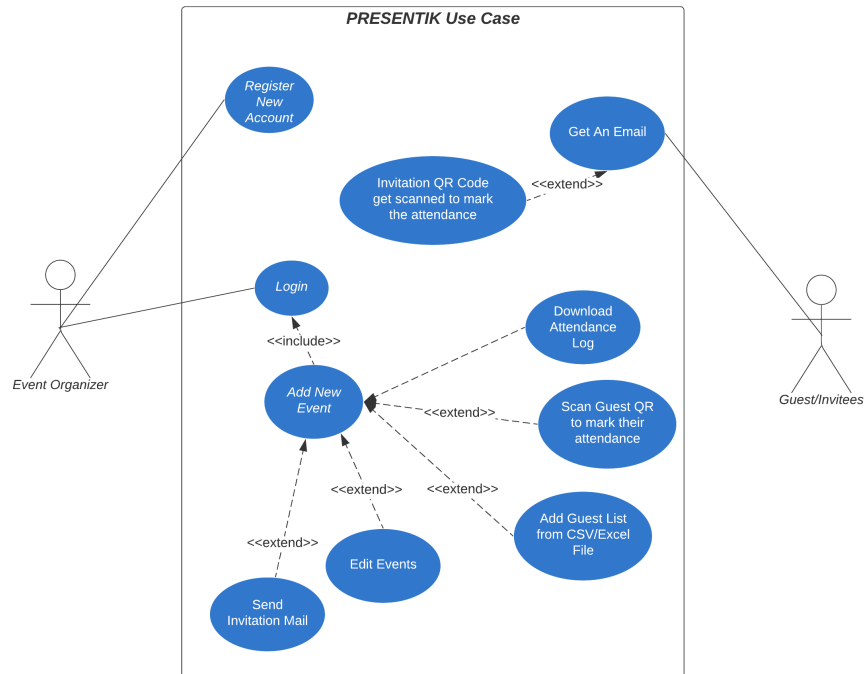 PRESENTIK Use Case
Register
New
Account
Get An Email
Invitation QR Code
get scanned to mark
the attendance
<<extend>>
Login
<<include>>
Download
Attendance
Log
Event Organizer
Guest/Invitees
Add New
Event
<<extend>>
Scan Guest QR
to mark their
attendance
<<extend>>
<<extend>>
Add Guest List
from CSV/Excel
File
<<extend>>
Edit Events
Send
Invitation Mail